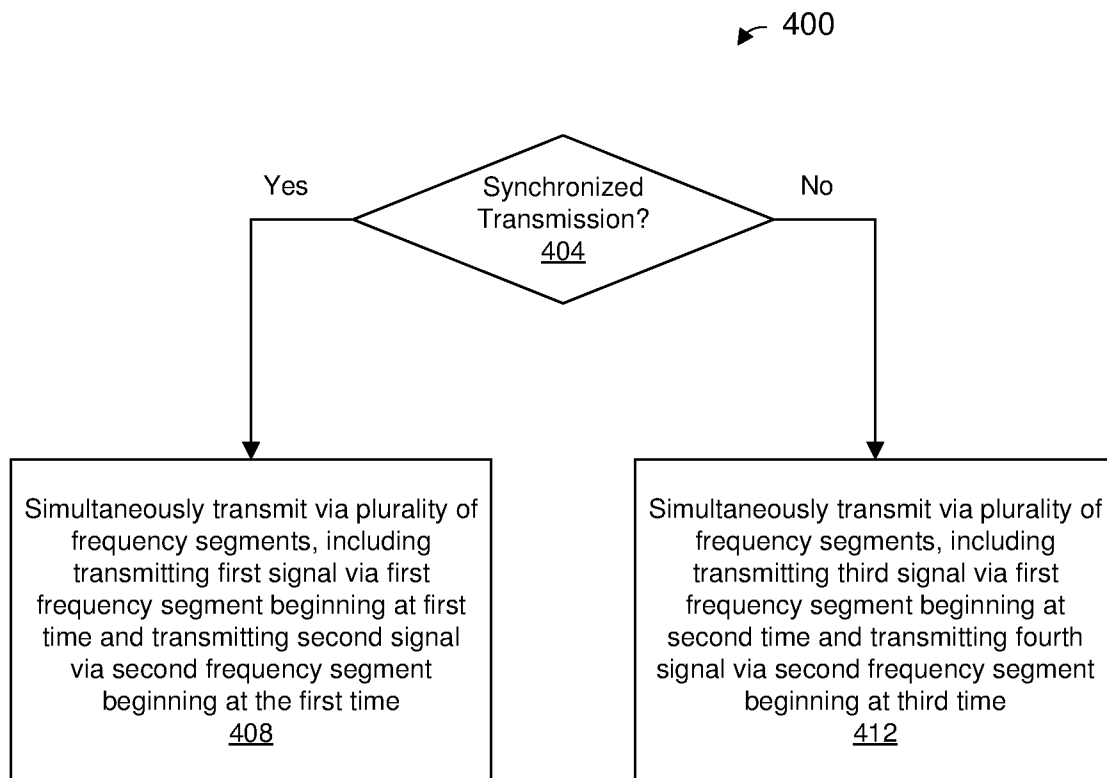 400
Yes
Synchronized
Transmission?
404
No
Simultaneously transmit via plurality of
frequency segments, including
transmitting first signal via first
frequency segment beginning at first
time and transmitting second signal
via second frequency segment
beginning at the first time
408
Simultaneously transmit via plurality of
frequency segments, including
transmitting third signal via first
frequency segment beginning at
second time and transmitting fourth
signal via second frequency segment
beginning at third time
412